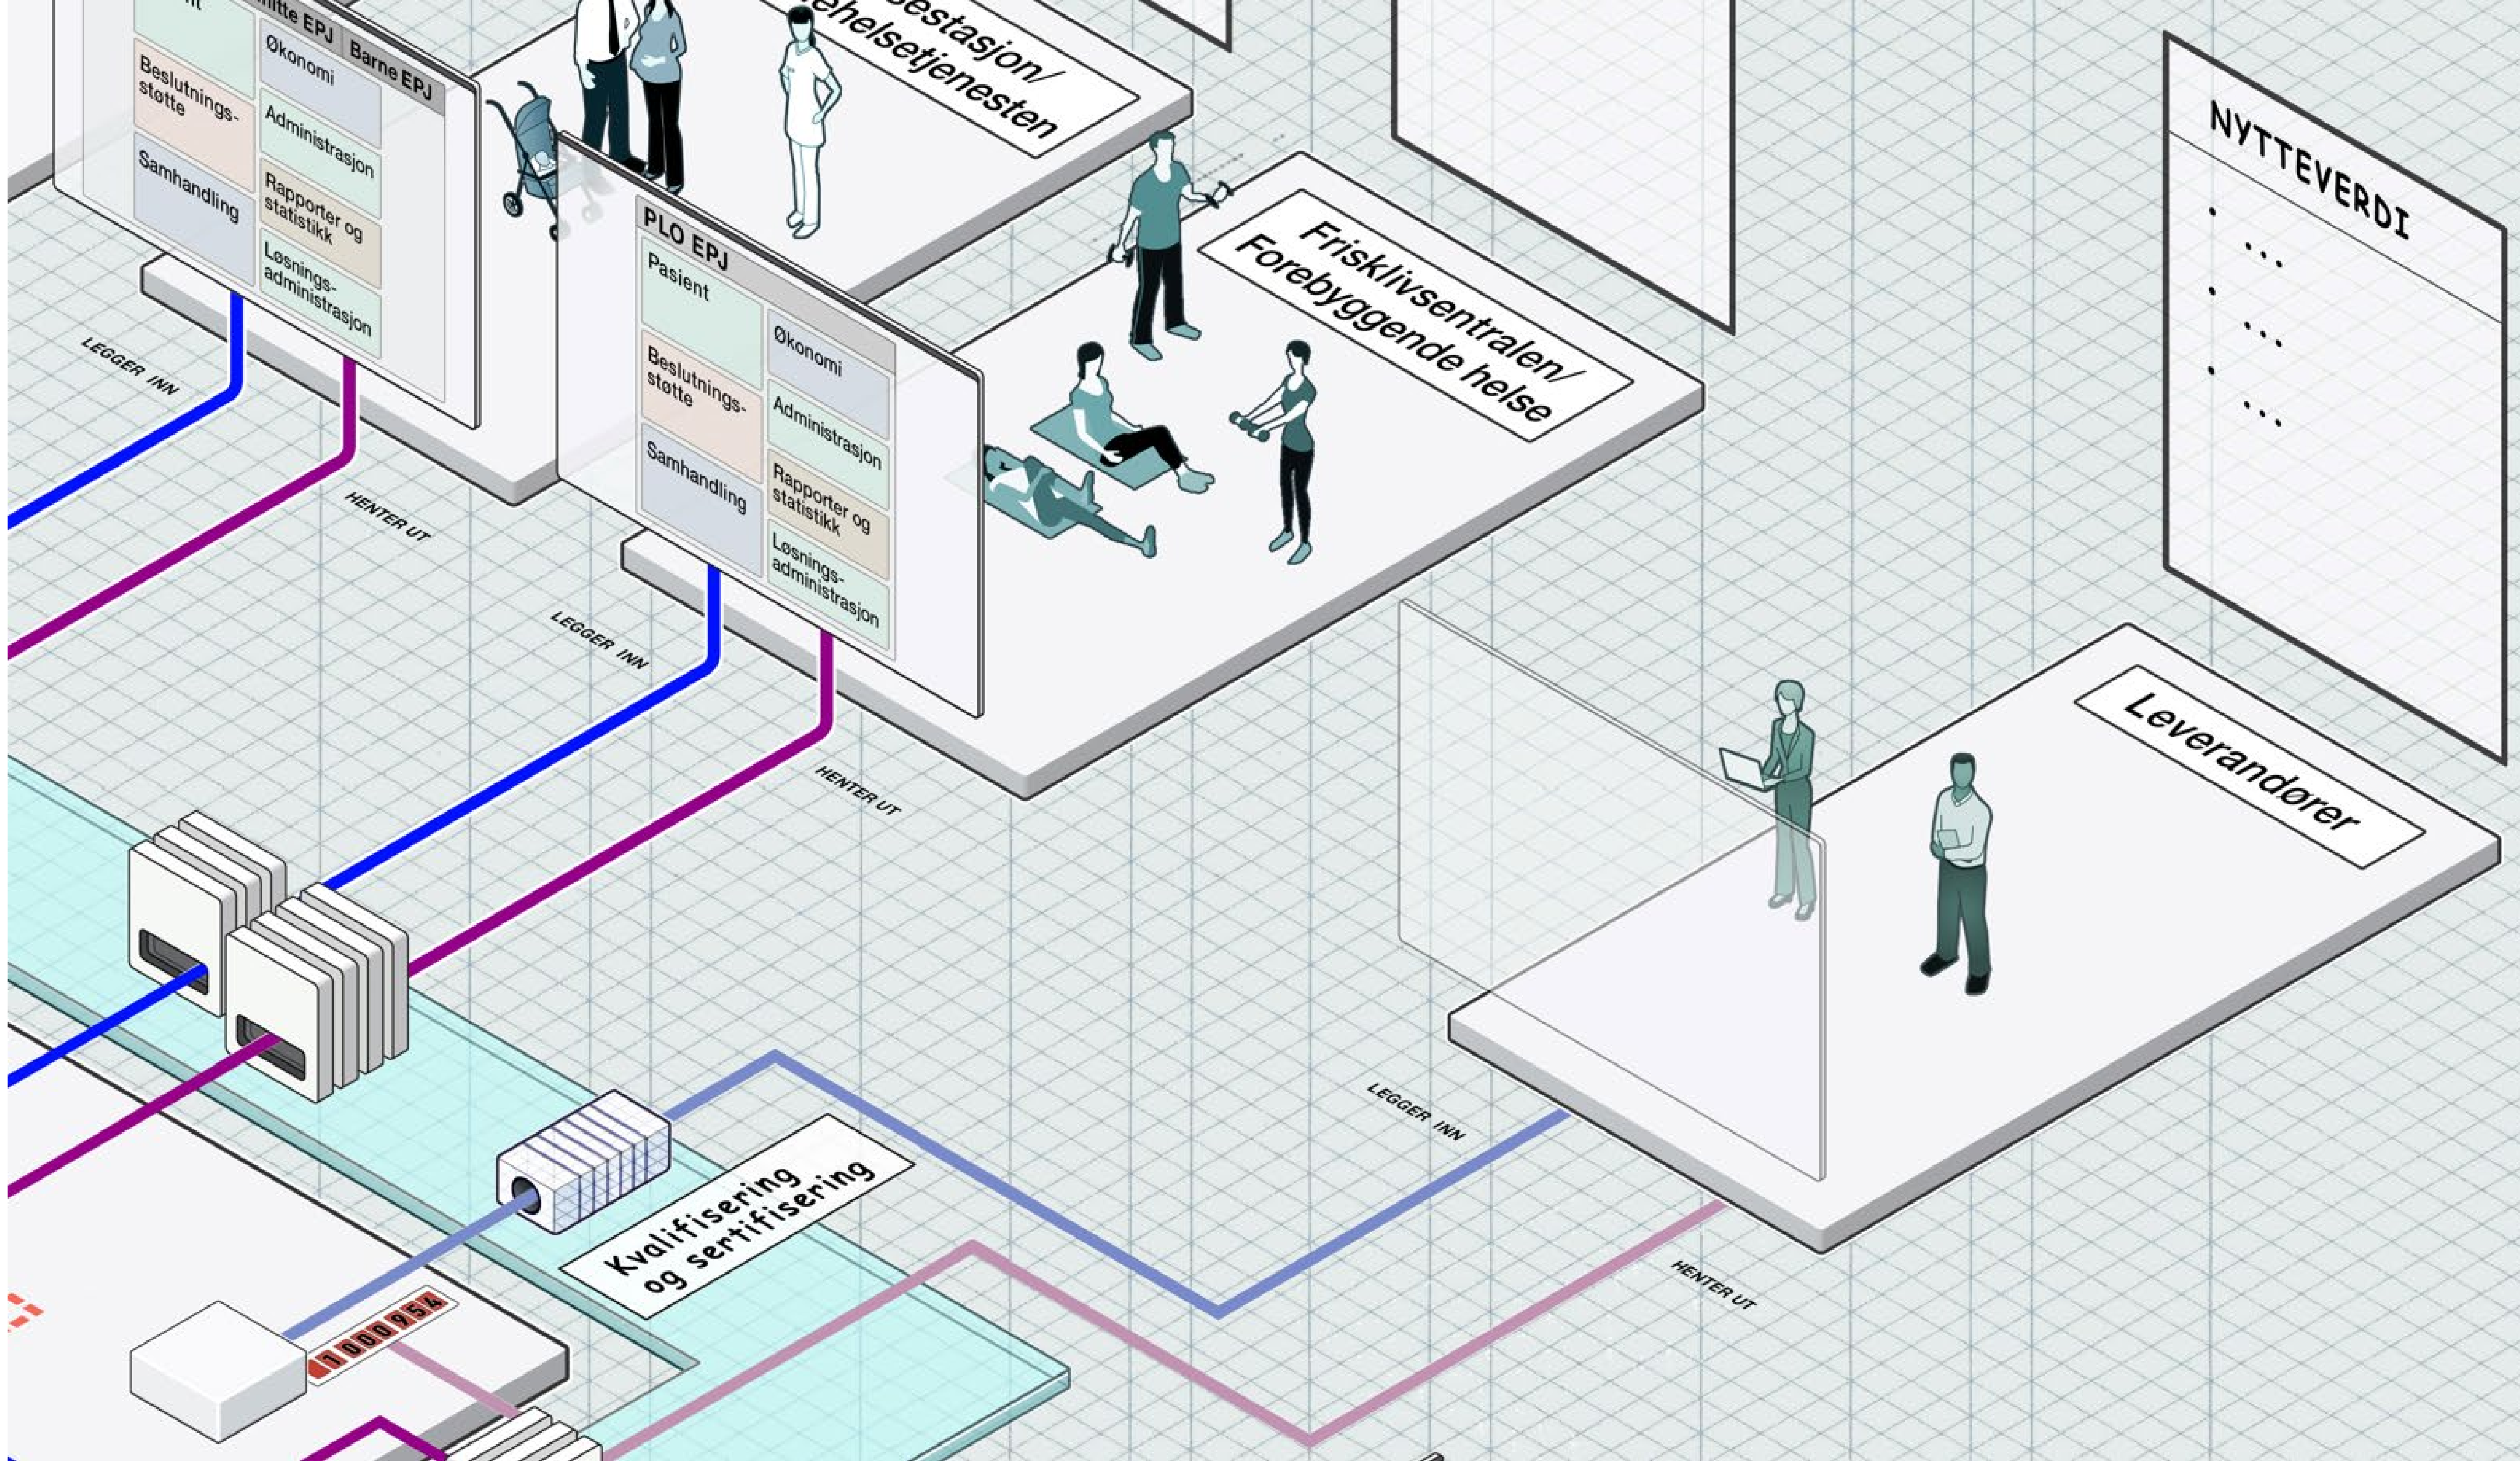 EPJ
Barne EPJ
Økonomi
Beslutnings-
støtte
Administrasjon
Samhandling
Rapporter og
statistikk
Løsnings-
administrasjon
LEGGER INN
HENTER UT
PLO EPJ
Pasient
Økonomi
Beslutnings-
støtte
Administrasjon
Samhandling
Rapporter og
statistikk
Løsnings-
administrasjon
LEGGER INN
HENTER UT
Frisklivsentralen/
Forebyggende helse
NYTTEVERDI
...
...
...
Leverandører
LEGGER INN
HENTER UT
Kvalifisering
og sertifisering
1000954